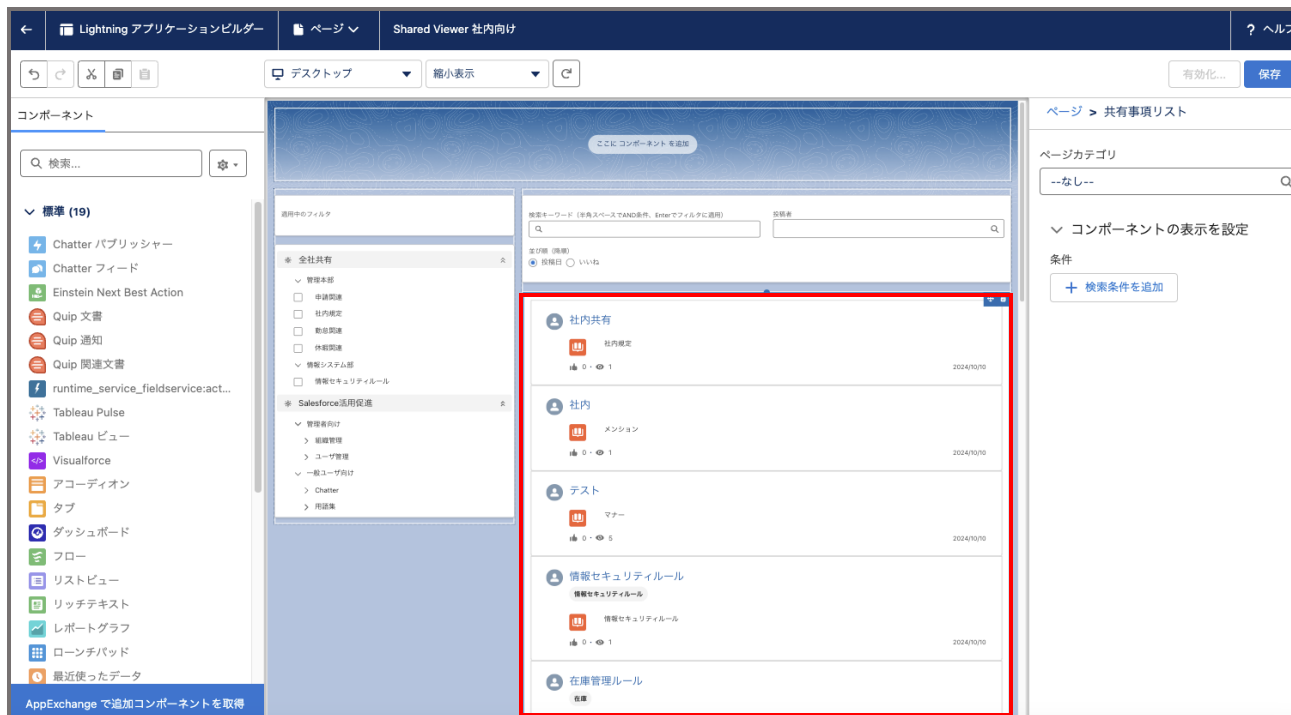 Lightning アプリケーションビルダー
ページ
Shared Viewer 社内向け
? ヘルプ
デスクトップ
縮小表示
有効化...
保存
コンポーネント
検索...
標準 (19)
Chatter パブリッシャー
Chatter フィード
Einstein Next Best Action
Quip 文書
Quip 通知
Quip 関連文書
runtime_service_fieldservice:act...
Tableau Pulse
Tableau ビュー
Visualforce
アコーディオン
タブ
ダッシュボード
フロー
リストビュー
リッチテキスト
レポートグラフ
ローンチパッド
最近使ったデータ
AppExchange で追加コンポーネントを取得
ここに コンポーネント を追加
適用中のフィルタ
全社共有
管理本部
申請関連
社内規定
勤怠関連
休暇関連
情報システム部
情報セキュリティルール
Salesforce活用促進
管理者向け
組織管理
ユーザ管理
一般ユーザ向け
Chatter
用語集
検索キーワード（半角スペースでAND条件、Enterでフィルタに適用）
投稿者
並び順（降順）
投稿日
いいね
社内共有
社内規定
0・ 1
2024/10/10
社内
メンション
0・ 1
2024/10/10
テスト
マナー
0・ 5
2024/10/10
情報セキュリティルール
情報セキュリティルール
情報セキュリティルール
0・ 1
2024/10/10
在庫管理ルール
在庫
ページ > 共有事項リスト
ページカテゴリ
--なし--
コンポーネントの表示を設定
条件
＋ 検索条件を追加